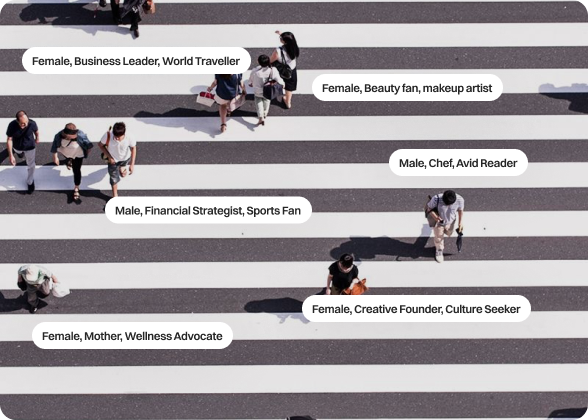 Female, Business Leader, World Traveller
Female, Beauty fan, makeup artist
Male, Chef, Avid Reader
Male, Financial Strategist, Sports Fan
Female, Creative Founder, Culture Seeker
Female, Mother, Wellness Advocate